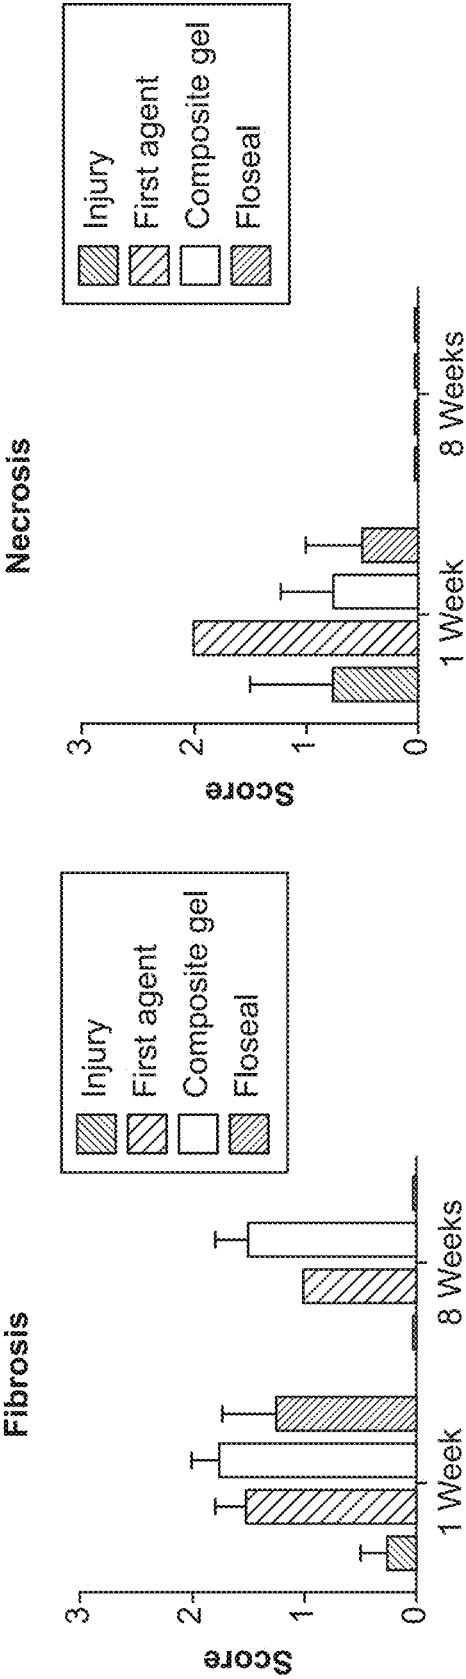 Fibrosis
Score
3
2
1
0
1 Week
8 Weeks
Injury
First agent
Composite gel
Floseal
Necrosis
Score
3
2
1
0
1 Week
8 Weeks
Injury
First agent
Composite gel
Floseal